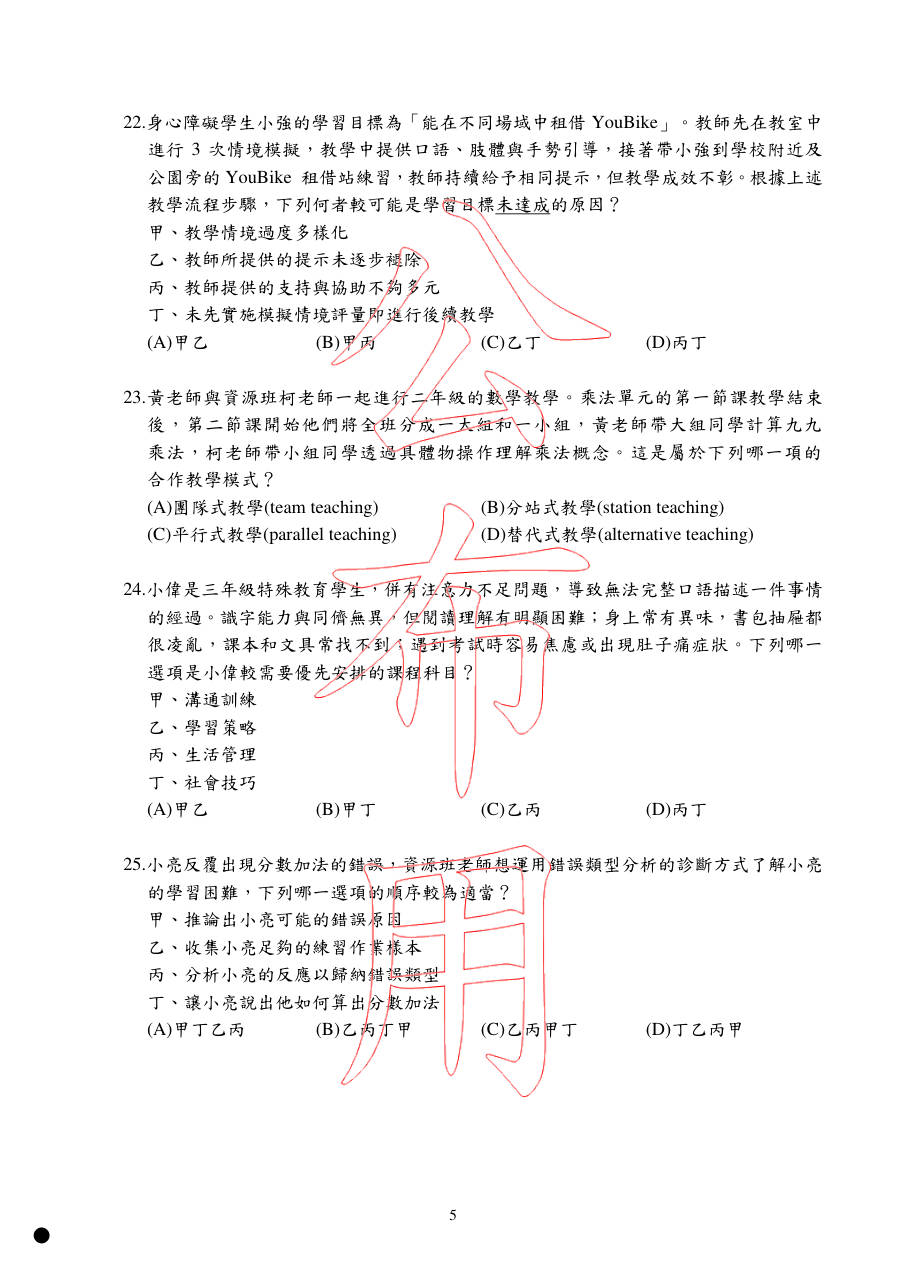 22.身心障礙學生小強的學習目標為「能在不同場域中租借 YouBike」。教師先在教室中
進行 3 次情境模擬，教學中提供口語、肢體與手勢引導，接著帶小強到學校附近及
公園旁的 YouBike 租借站練習，教師持續給予相同提示，但教學成效不彰。根據上述
教學流程步驟，下列何者較可能是學習目標未達成的原因？
甲、教學情境過度多樣化
乙、教師所提供的提示未逐步褪除
丙、教師提供的支持與協助不夠多元
丁、未先實施模擬情境評量即進行後續教學
(A)甲乙 (B)甲丙 (C)乙丁 (D)丙丁
23.黃老師與資源班柯老師一起進行二年級的數學教學。乘法單元的第一節課教學結束
後，第二節課開始他們將全班分成一大組和一小組，黃老師帶大組同學計算九九
乘法，柯老師帶小組同學透過具體物操作理解乘法概念。這是屬於下列哪一項的
合作教學模式？
(A)團隊式教學(team teaching) (B)分站式教學(station teaching)
(C)平行式教學(parallel teaching) (D)替代式教學(alternative teaching)
24.小偉是三年級特殊教育學生，併有注意力不足問題，導致無法完整口語描述一件事情
的經過。識字能力與同儕無異，但閱讀理解有明顯困難；身上常有異味，書包抽屜都
很凌亂，課本和文具常找不到；遇到考試時容易焦慮或出現肚子痛症狀。下列哪一
選項是小偉較需要優先安排的課程科目？
甲、溝通訓練
乙、學習策略
丙、生活管理
丁、社會技巧
(A)甲乙 (B)甲丁 (C)乙丙 (D)丙丁
25.小亮反覆出現分數加法的錯誤，資源班老師想運用錯誤類型分析的診斷方式了解小亮
的學習困難，下列哪一選項的順序較為適當？
甲、推論出小亮可能的錯誤原因
乙、收集小亮足夠的練習作業樣本
丙、分析小亮的反應以歸納錯誤類型
丁、讓小亮說出他如何算出分數加法
(A)甲丁乙丙 (B)乙丙丁甲 (C)乙丙甲丁 (D)丁乙丙甲
公布用
5